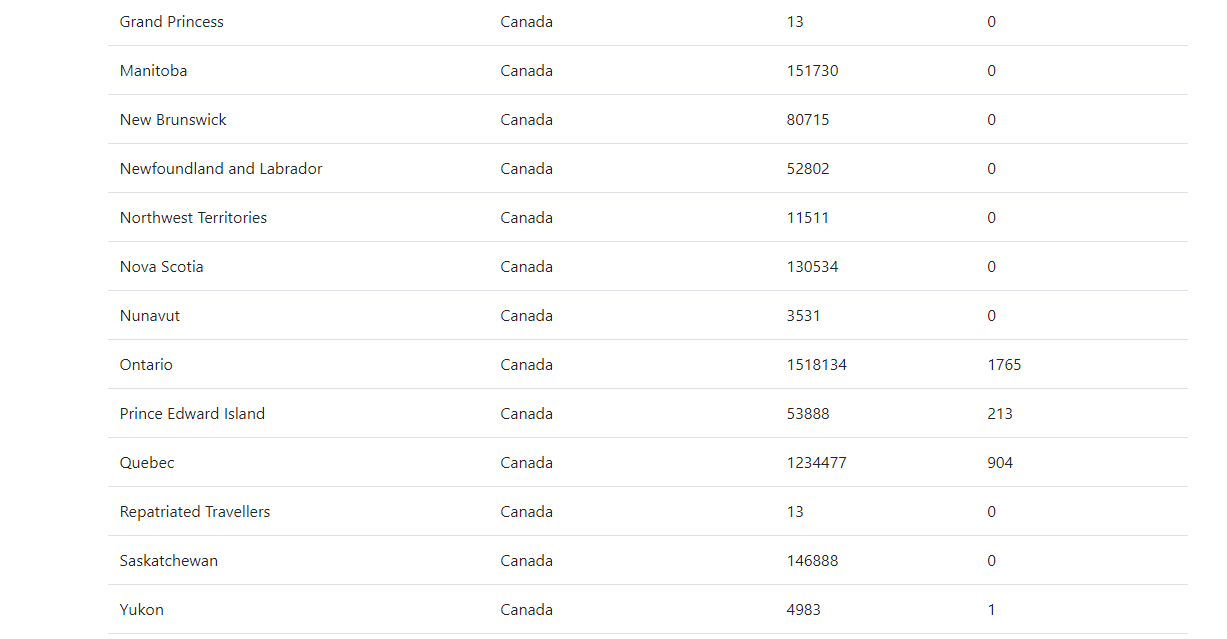 Grand Princess Canada 13 0
Manitoba Canada 151730 0
New Brunswick Canada 80715 0
Newfoundland and Labrador Canada 52802 0
Northwest Territories Canada 11511 0
Nova Scotia Canada 130534 0
Nunavut Canada 3531 0
Ontario Canada 1518134 1765
Prince Edward Island Canada 53888 213
Quebec Canada 1234477 904
Repatriated Travellers Canada 13 0
Saskatchewan Canada 146888 0
Yukon Canada 4983 1